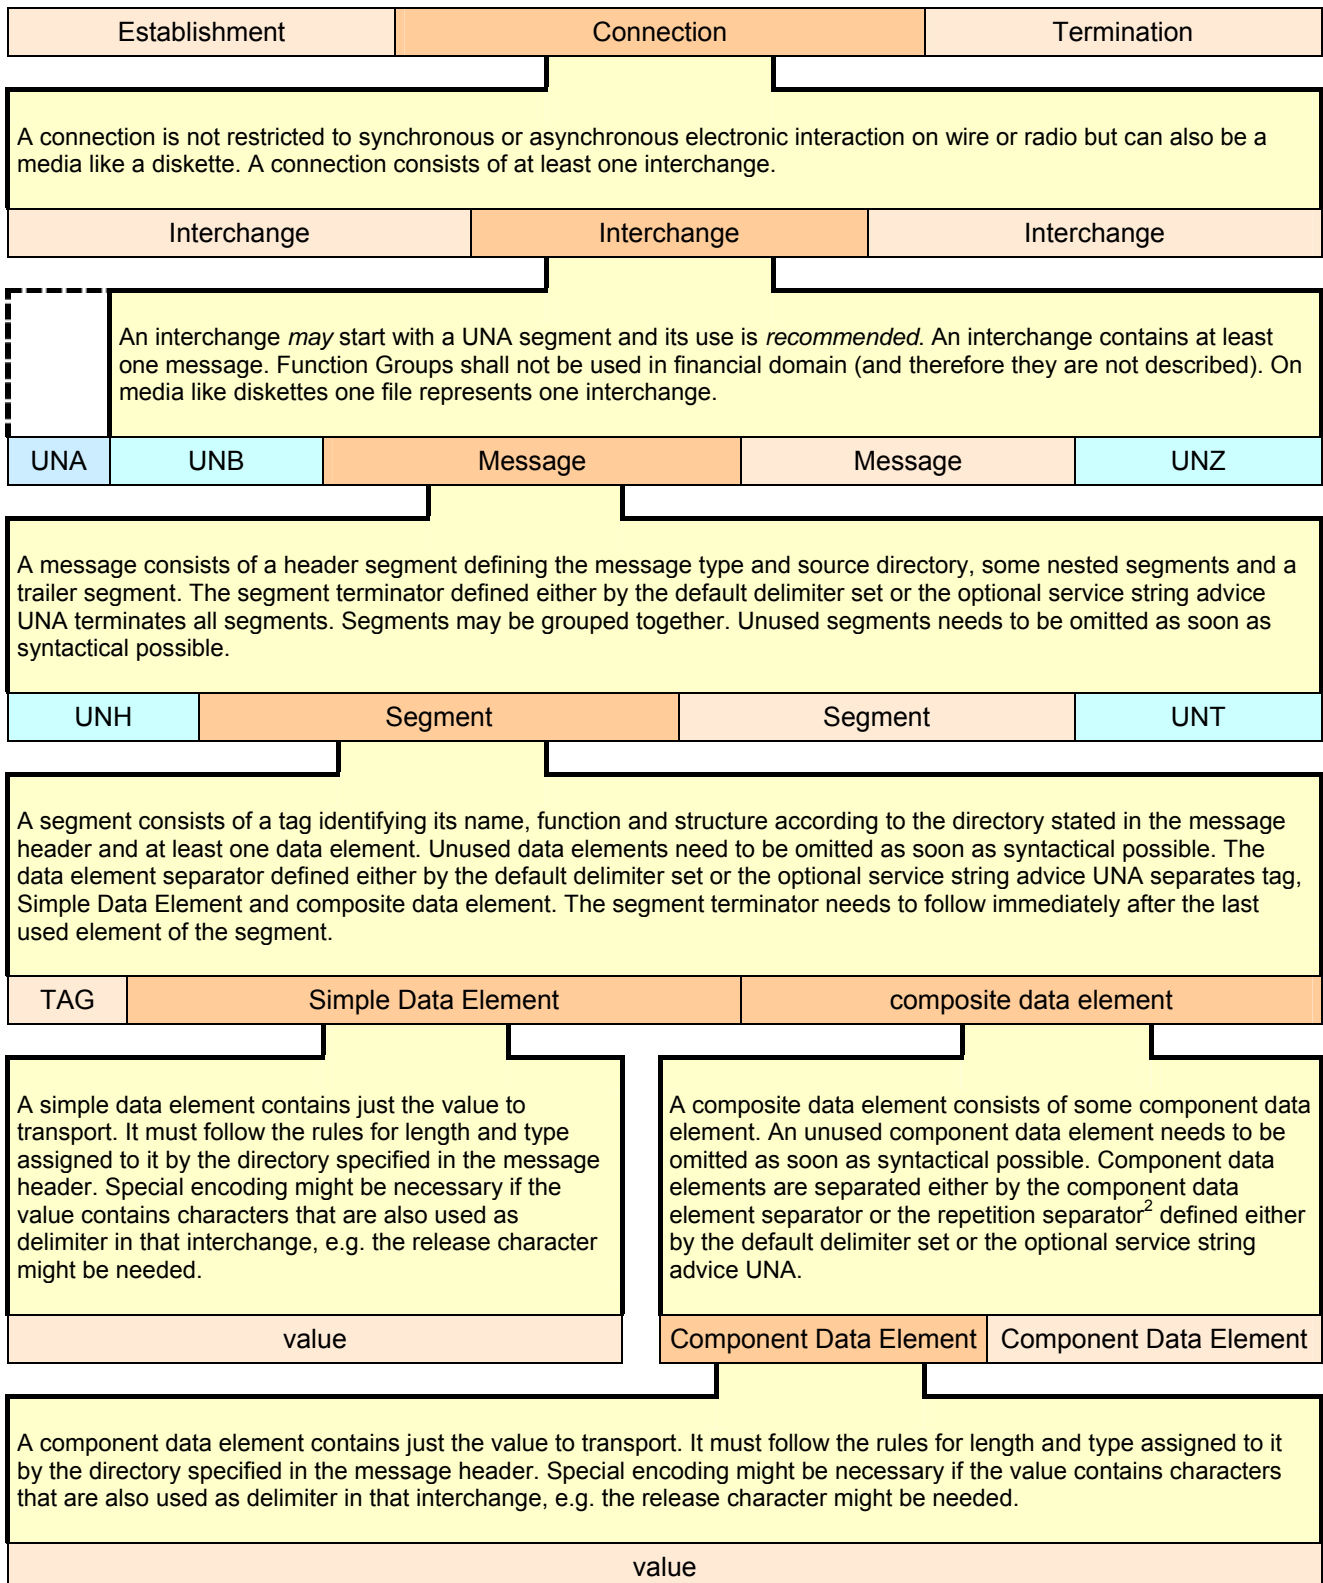 Establishment Connection Termination
A connection is not restricted to synchronous or asynchronous electronic interaction on wire or radio but can also be a
media like a diskette. A connection consists of at least one interchange.
Interchange Interchange Interchange
An interchange may start with a UNA segment and its use is recommended. An interchange contains at least
one message. Function Groups shall not be used in financial domain (and therefore they are not described). On
media like diskettes one file represents one interchange.
UNA UNB Message Message UNZ
A message consists of a header segment defining the message type and source directory, some nested segments and a
trailer segment. The segment terminator defined either by the default delimiter set or the optional service string advice
UNA terminates all segments. Segments may be grouped together. Unused segments needs to be omitted as soon as
syntactical possible.
UNH Segment Segment UNT
A segment consists of a tag identifying its name, function and structure according to the directory stated in the message
header and at least one data element. Unused data elements need to be omitted as soon as syntactical possible. The
data element separator defined either by the default delimiter set or the optional service string advice UNA separates tag,
Simple Data Element and composite data element. The segment terminator needs to follow immediately after the last
used element of the segment.
TAG Simple Data Element composite data element
A simple data element contains just the value to
transport. It must follow the rules for length and type
assigned to it by the directory specified in the message
header. Special encoding might be necessary if the
value contains characters that are also used as
delimiter in that interchange, e.g. the release character
might be needed.
value
A composite data element consists of some component data
element. An unused component data element needs to be
omitted as soon as syntactical possible. Component data
elements are separated either by the component data
element separator or the repetition separator² defined either
by the default delimiter set or the optional service string
advice UNA.
Component Data Element Component Data Element
A component data element contains just the value to transport. It must follow the rules for length and type assigned to it
by the directory specified in the message header. Special encoding might be necessary if the value contains characters
that are also used as delimiter in that interchange, e.g. the release character might be needed.
value